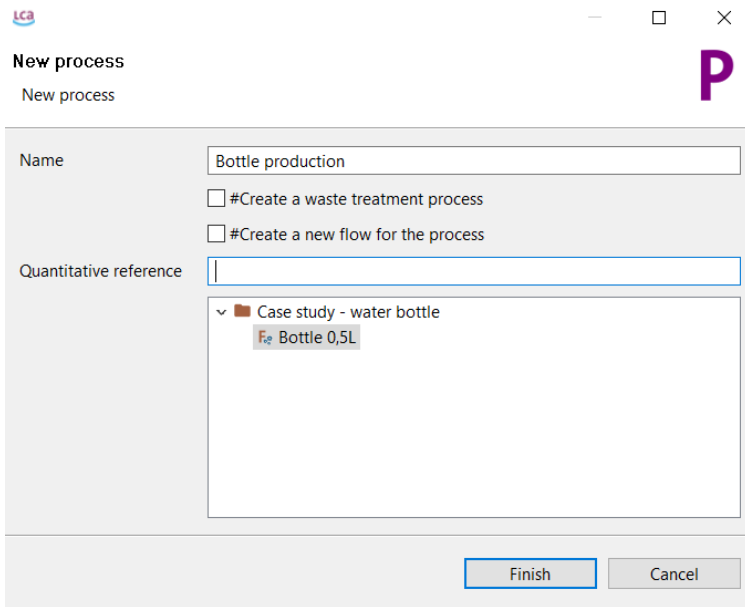 LCA
New process
New process
P
Name
Bottle production
#Create a waste treatment process
#Create a new flow for the process
Quantitative reference
Case study - water bottle
Bottle 0,5L
Finish
Cancel